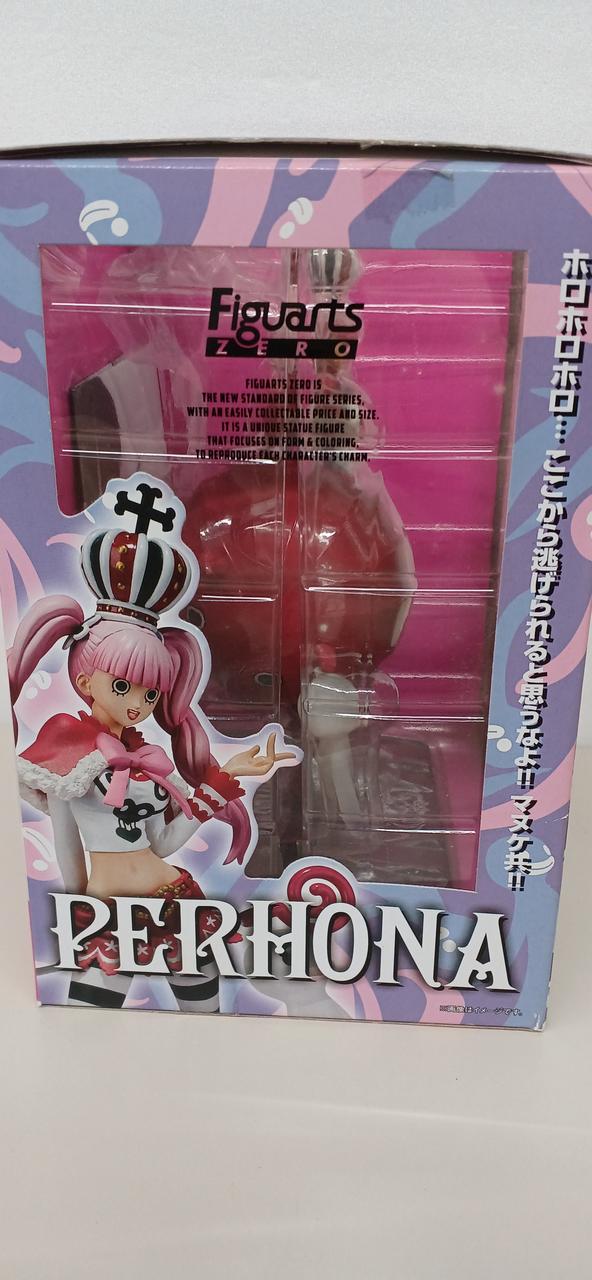 Figuarts
ZERO
FIGUARTS ZERO IS
THE NEW STANDARD OF FIGURE SERIES,
WITH AN EASILY COLLECTABLE PRICE AND SIZE.
IT IS A UNIQUE STATUE FIGURE
THAT FOCUSES ON FORM & COLORING,
TO REPRODUCE EACH CHARACTER'S CHARM.
ホロホロホロ…ここから逃げられると思うなよ!!マヌケ共!!
PERHONA
※画像はイメージです。